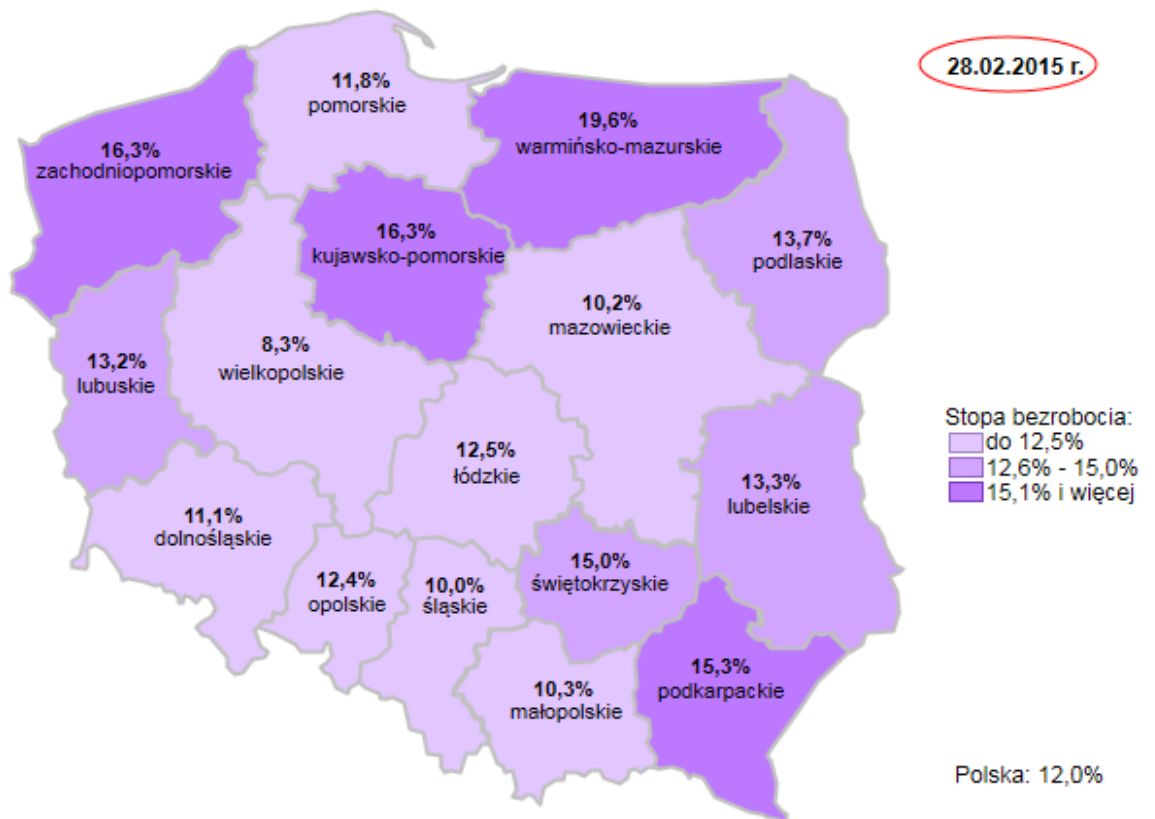 28.02.2015 r.
11,8%
pomorskie
19,6%
warmińsko-mazurskie
16,3%
zachodniopomorskie
16,3%
kujawsko-pomorskie
13,7%
podlaskie
10,2%
mazowieckie
8,3%
wielkopolskie
13,2%
lubuskie
Stopa bezrobocia:
do 12,5%
12,6% - 15,0%
15,1% i więcej
12,5%
łódzkie
13,3%
lubelskie
11,1%
dolnośląskie
12,4%
opolskie
10,0%
śląskie
15,0%
świętokrzyskie
15,3%
podkarpackie
10,3%
małopolskie
Polska: 12,0%